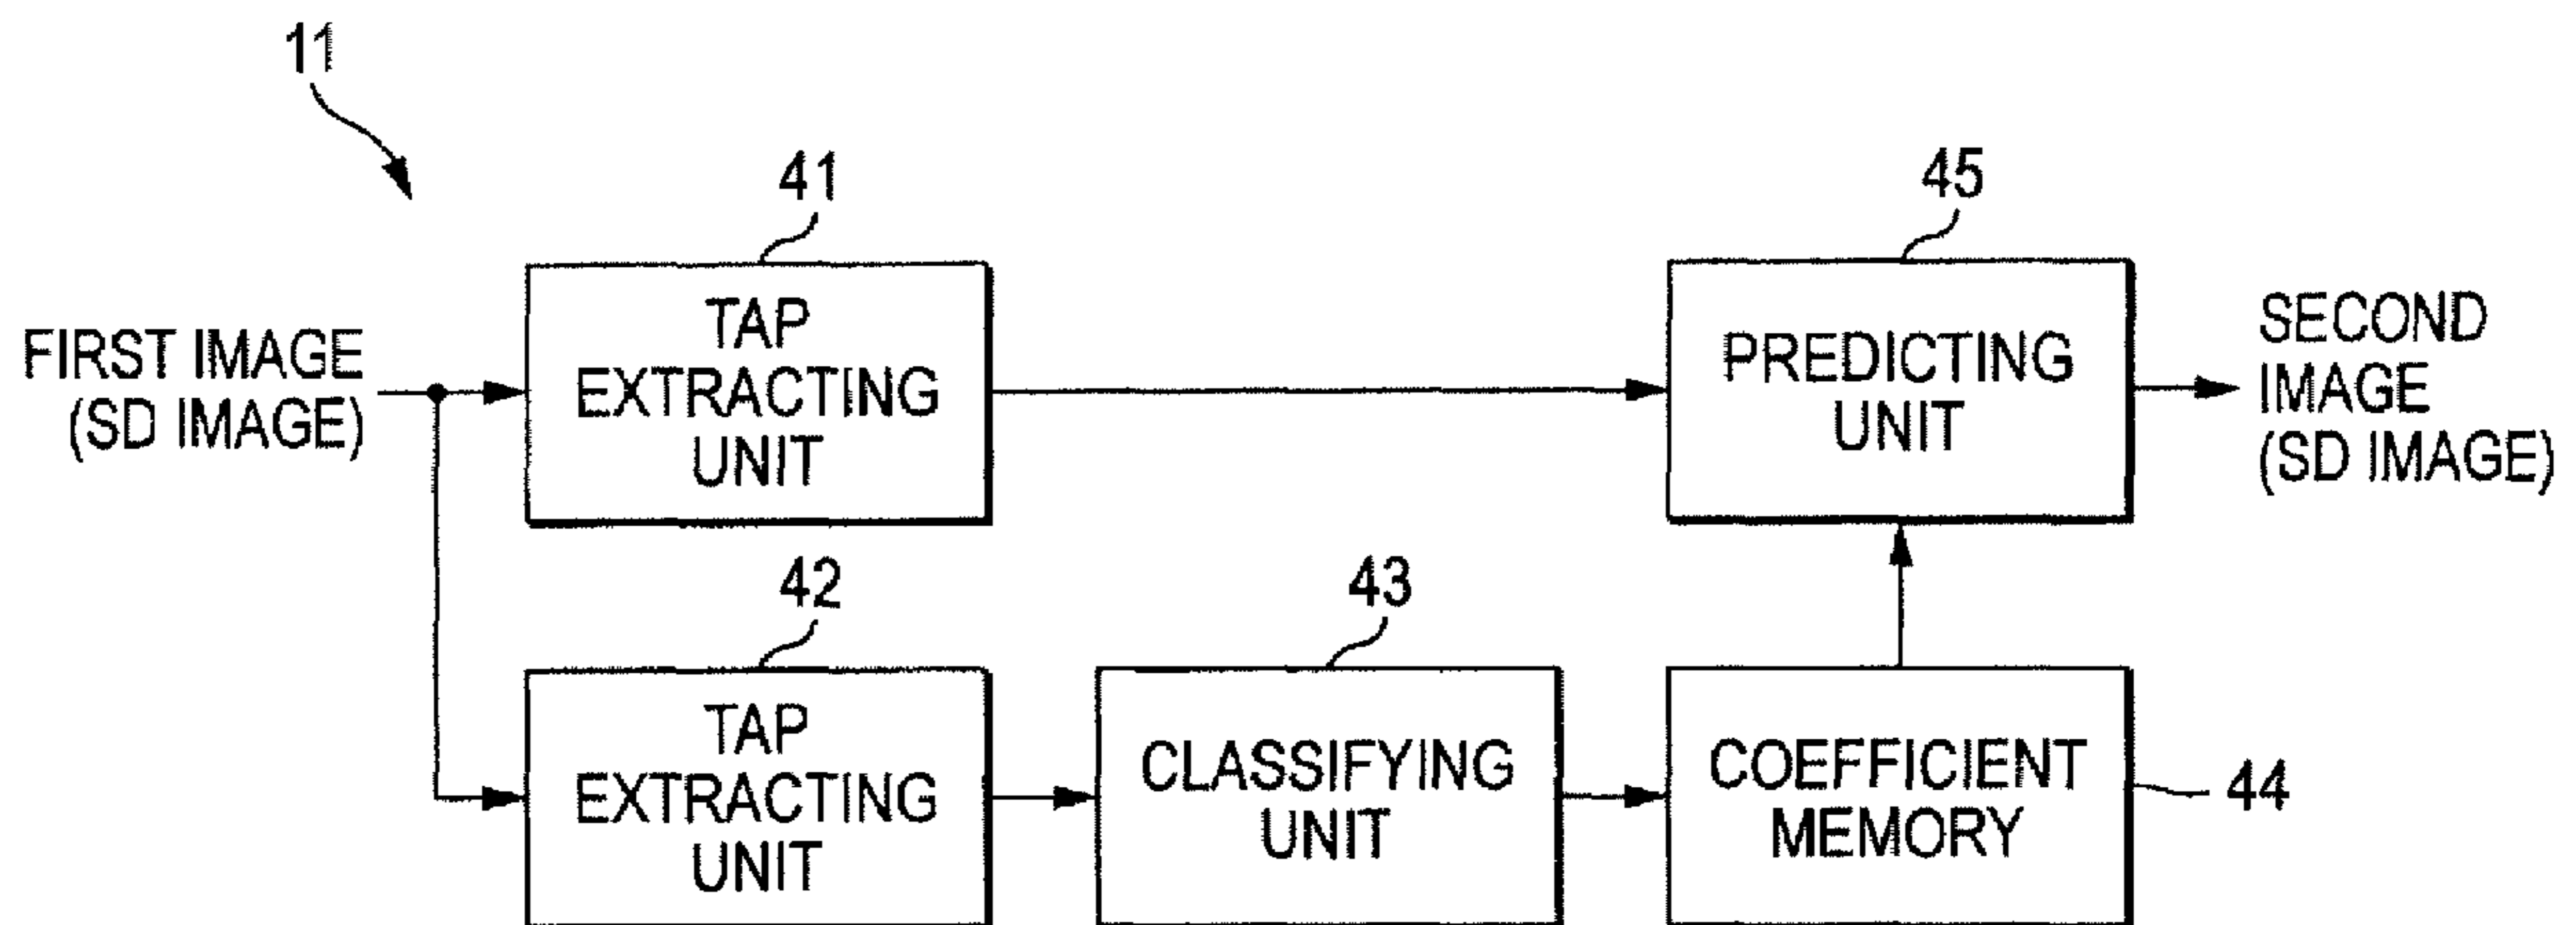 11
41
45
FIRST IMAGE
(SD IMAGE)
TAP
EXTRACTING
UNIT
PREDICTING
UNIT
SECOND
IMAGE
(SD IMAGE)
42
43
TAP
EXTRACTING
UNIT
CLASSIFYING
UNIT
COEFFICIENT
MEMORY
44